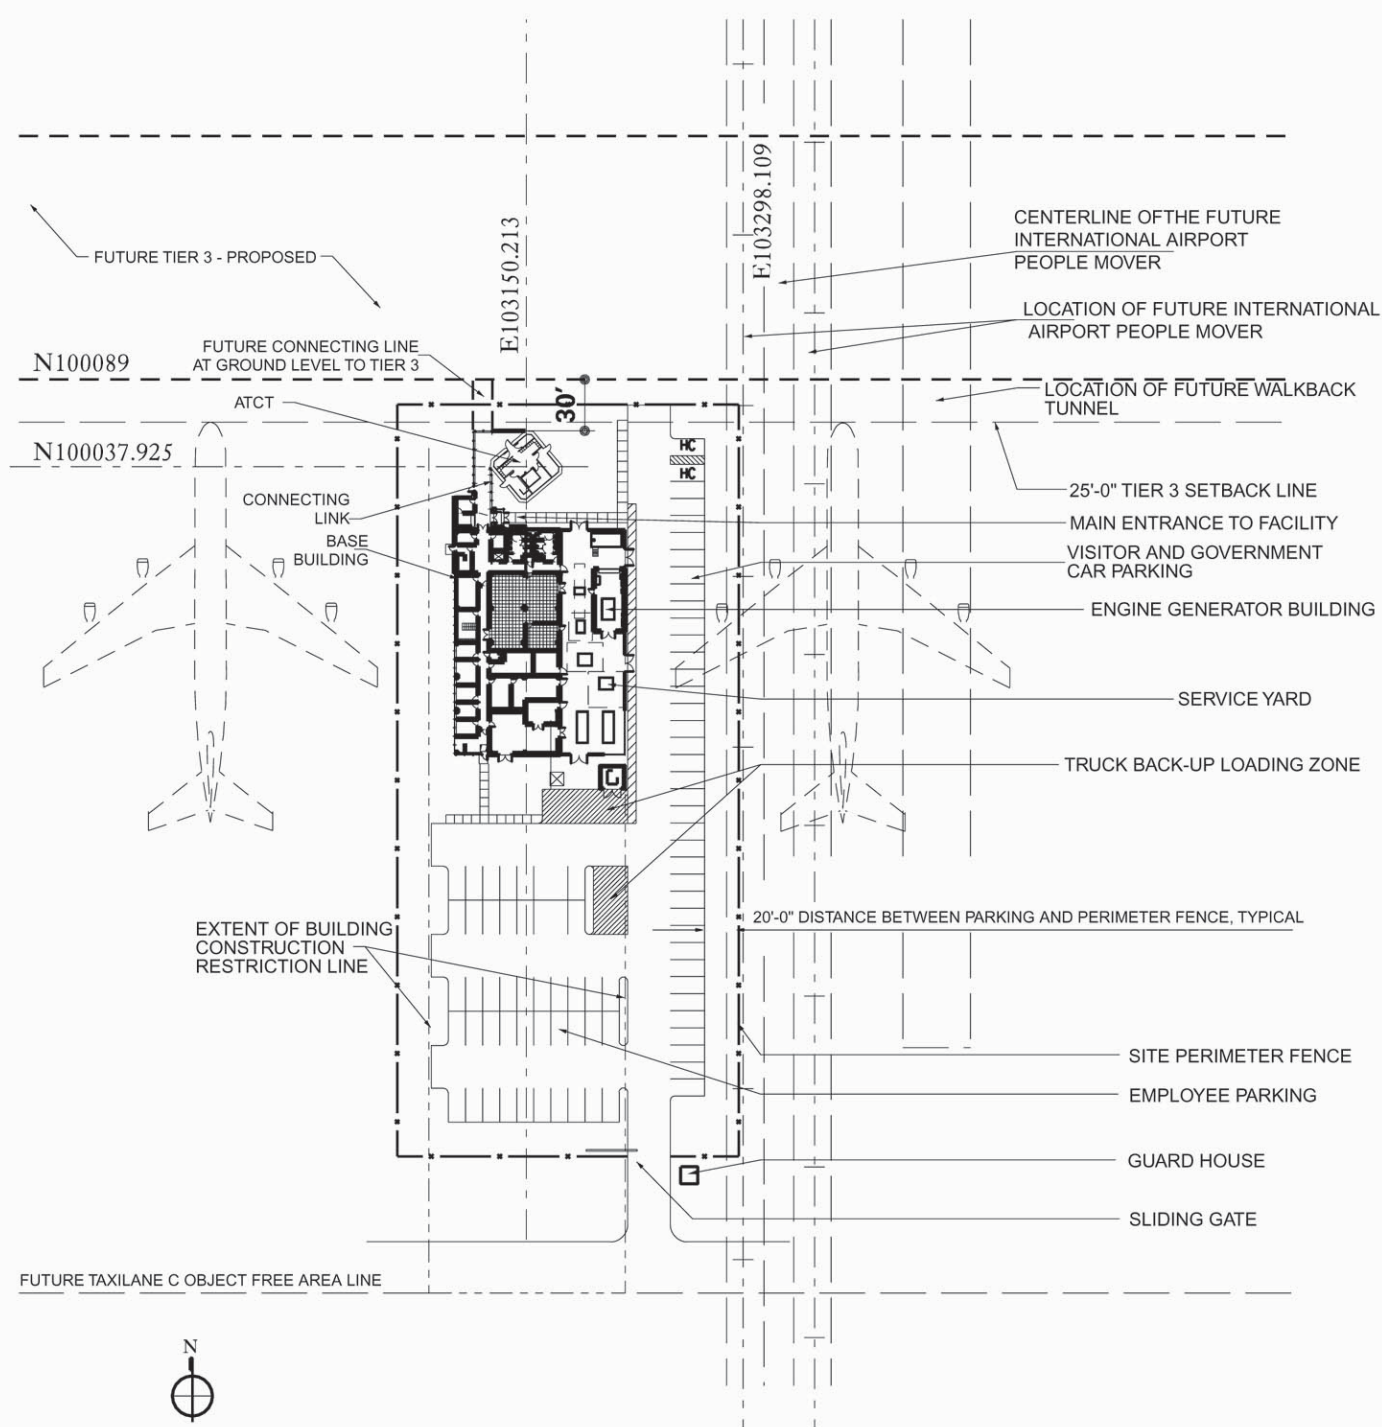 E103150.213
E103298.109
CENTERLINE OFTHE FUTURE
INTERNATIONAL AIRPORT
PEOPLE MOVER
FUTURE TIER 3 - PROPOSED
LOCATION OF FUTURE INTERNATIONAL
AIRPORT PEOPLE MOVER
N100089
FUTURE CONNECTING LINE
AT GROUND LEVEL TO TIER 3
30'
LOCATION OF FUTURE WALKBACK
TUNNEL
ATCT
N100037.925
HC
HC
25'-0" TIER 3 SETBACK LINE
CONNECTING
LINK
MAIN ENTRANCE TO FACILITY
BASE
BUILDING
VISITOR AND GOVERNMENT
CAR PARKING
ENGINE GENERATOR BUILDING
SERVICE YARD
TRUCK BACK-UP LOADING ZONE
20'-0" DISTANCE BETWEEN PARKING AND PERIMETER FENCE, TYPICAL
EXTENT OF BUILDING
CONSTRUCTION
RESTRICTION LINE
SITE PERIMETER FENCE
EMPLOYEE PARKING
GUARD HOUSE
SLIDING GATE
FUTURE TAXILANE C OBJECT FREE AREA LINE
N